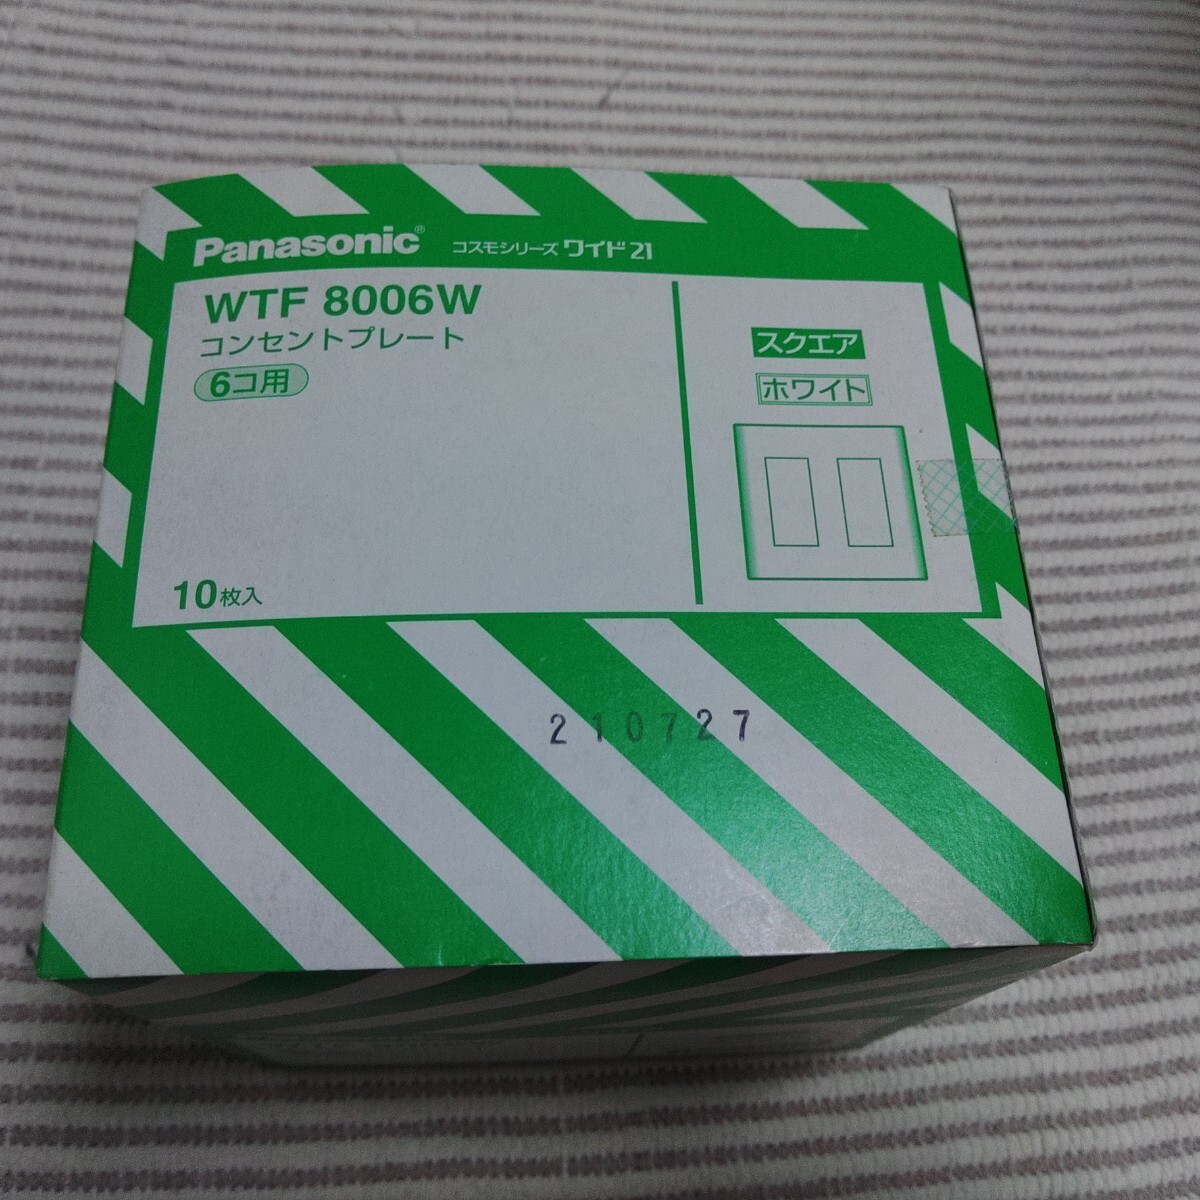 Panasonic® コスモシリーズ ワイド21
WTF 8006W
コンセントプレート
6コ用
スクエア
ホワイト
10枚入
210727